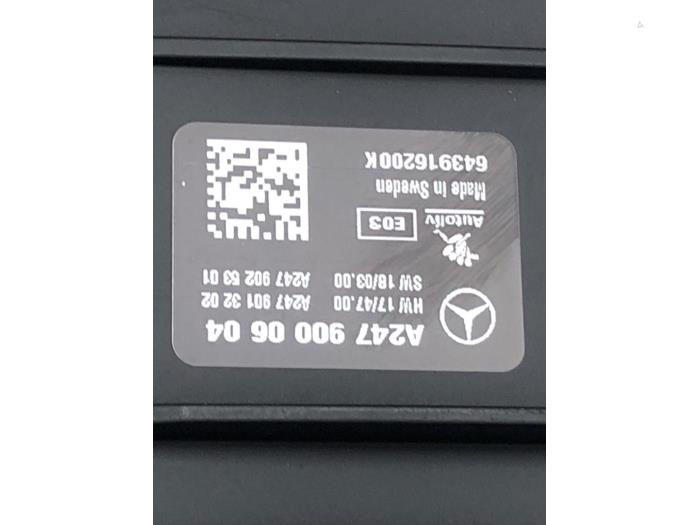 A247 900 06 04
HW 17/47.00 A247 901 32 02
SW 18/03.00 A247 902 53 01
Autoliv E03
Made in Sweden
643916200K